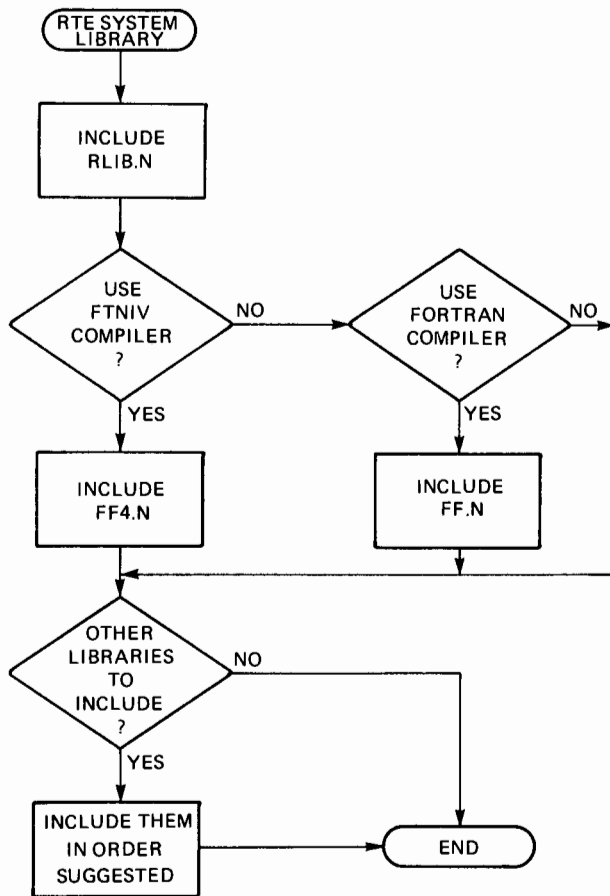 RTE SYSTEM
LIBRARY
INCLUDE
RLIB.N
USE
FTNIV
COMPILER
?
NO
YES
USE
FORTRAN
COMPILER
?
NO
YES
INCLUDE
FF4.N
INCLUDE
FF.N
OTHER
LIBRARIES
TO
INCLUDE
?
NO
YES
INCLUDE THEM
IN ORDER
SUGGESTED
END